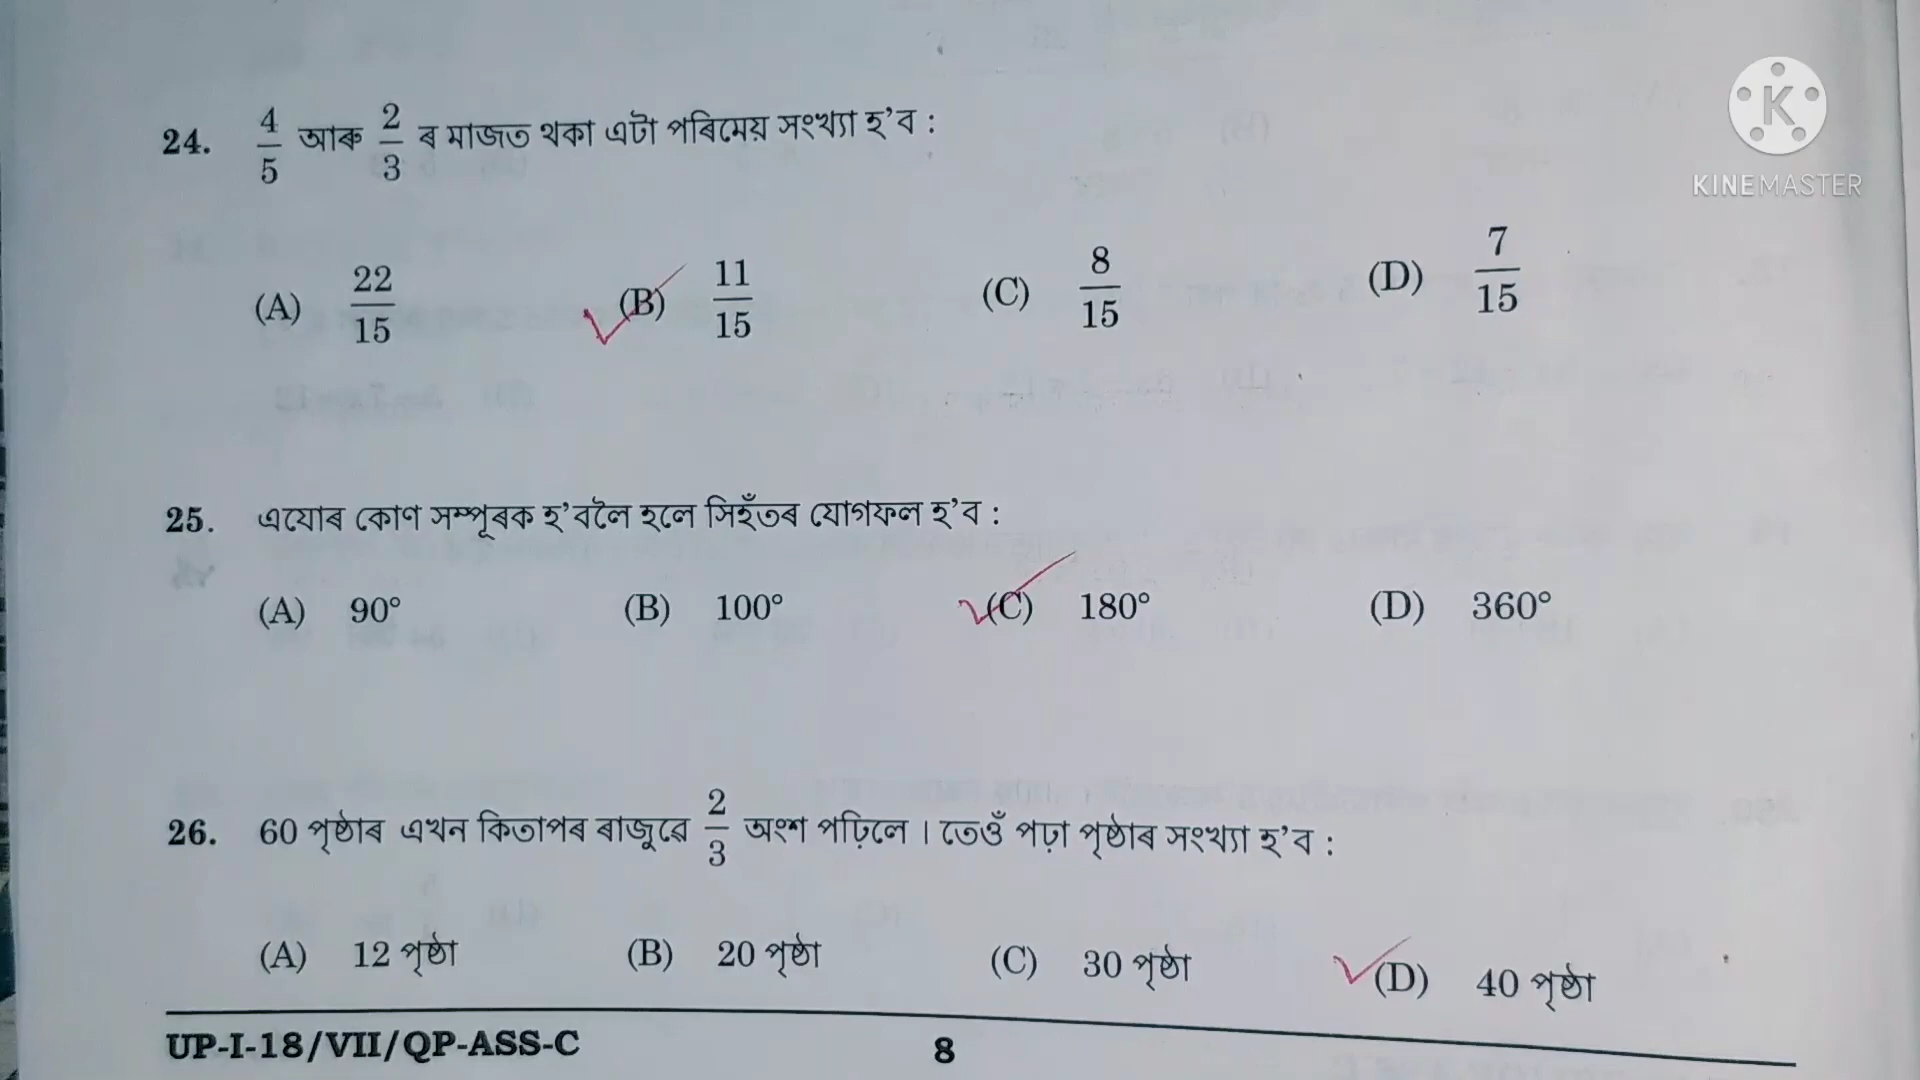 KINEMASTER
24. 4/5 আৰু 2/3 ৰ মাজত থকা এটা পৰিমেয় সংখ্যা হ’ব :
(A) 22/15 (B) 11/15 (C) 8/15 (D) 7/15
25. এযোৰ কোণ সম্পূৰক হ’বলৈ হলে সিহঁতৰ যোগফল হ’ব :
(A) 90° (B) 100° (C) 180° (D) 360°
26. 60 পৃষ্ঠাৰ এখন কিতাপৰ ৰাজুৱে 2/3 অংশ পঢ়িলে । তেওঁ পঢ়া পৃষ্ঠাৰ সংখ্যা হ’ব :
(A) 12 পৃষ্ঠা (B) 20 পৃষ্ঠা (C) 30 পৃষ্ঠা (D) 40 পৃষ্ঠা
UP-I-18/VII/QP-ASS-C 8